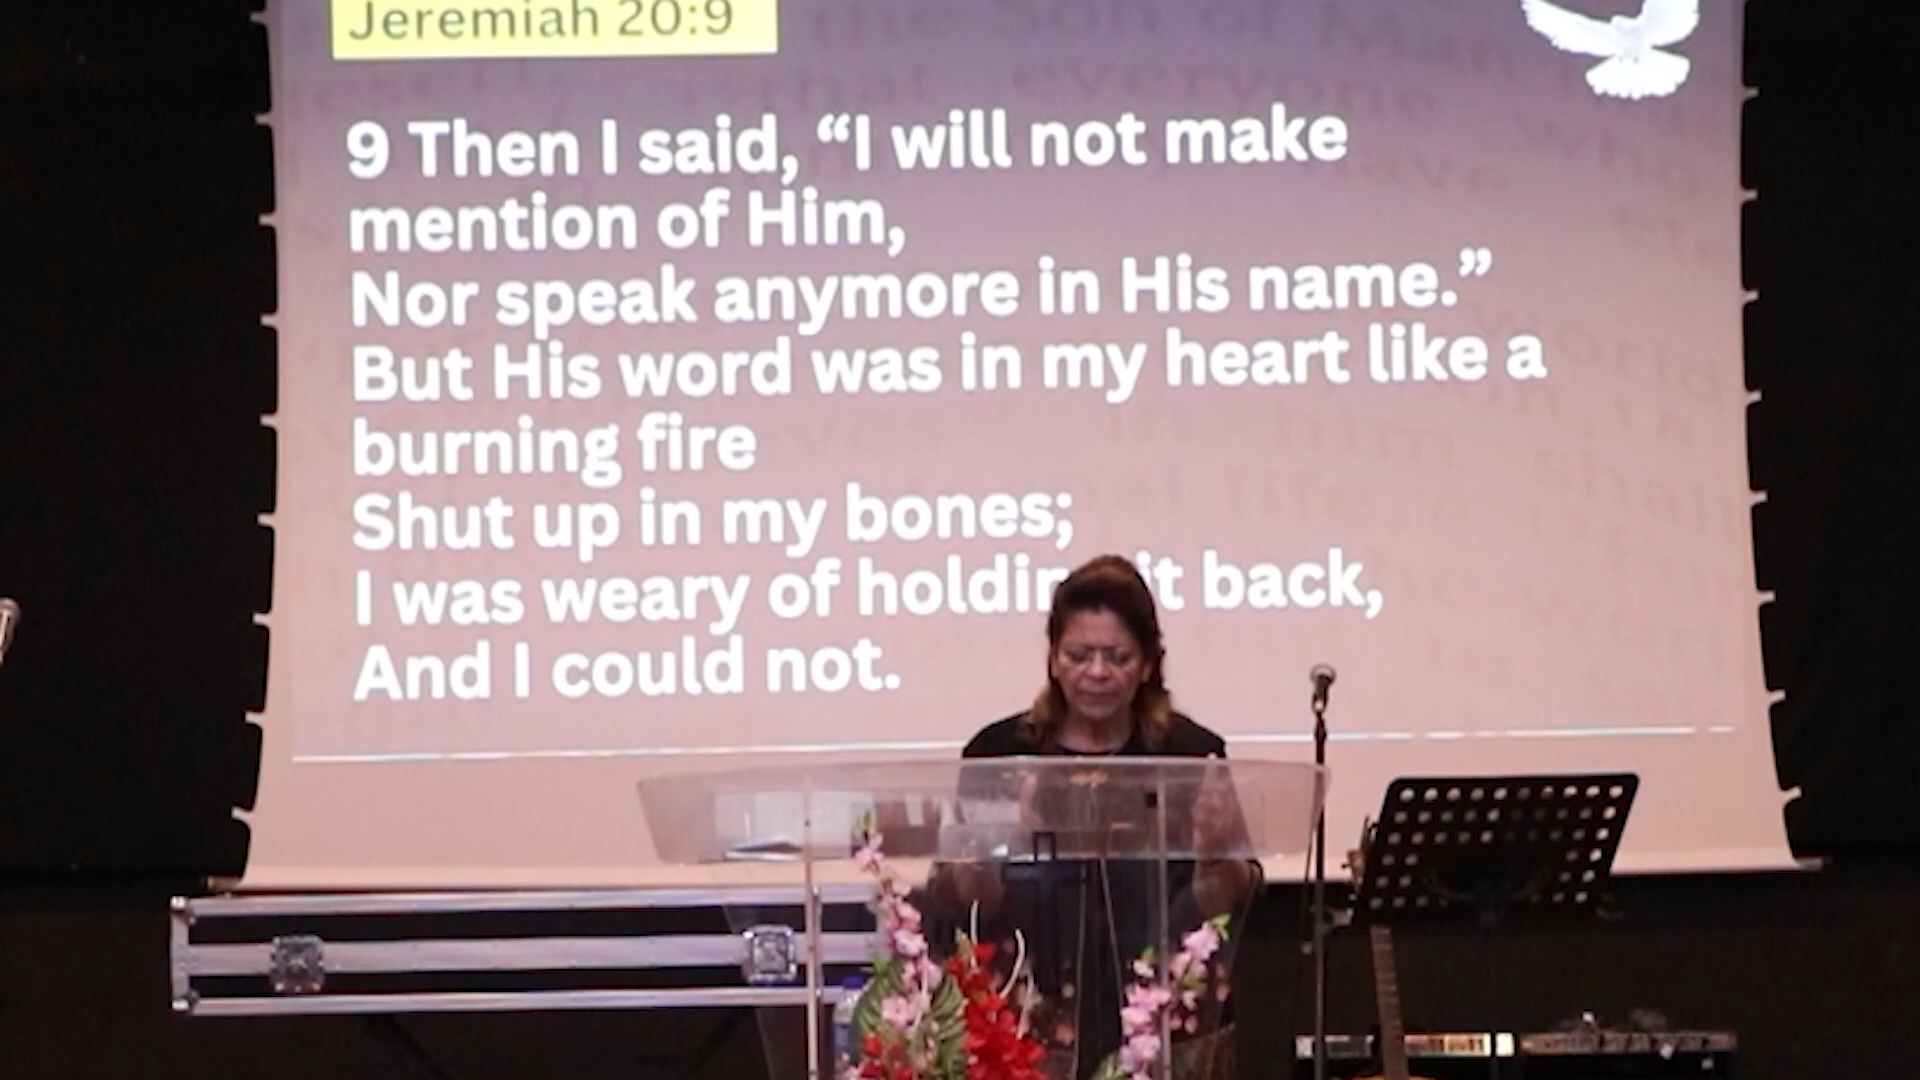 Jeremiah 20:9
9 Then I said, “I will not make
mention of Him,
Nor speak anymore in His name.”
But His word was in my heart like a
burning fire
Shut up in my bones;
I was weary of holding it back,
And I could not.